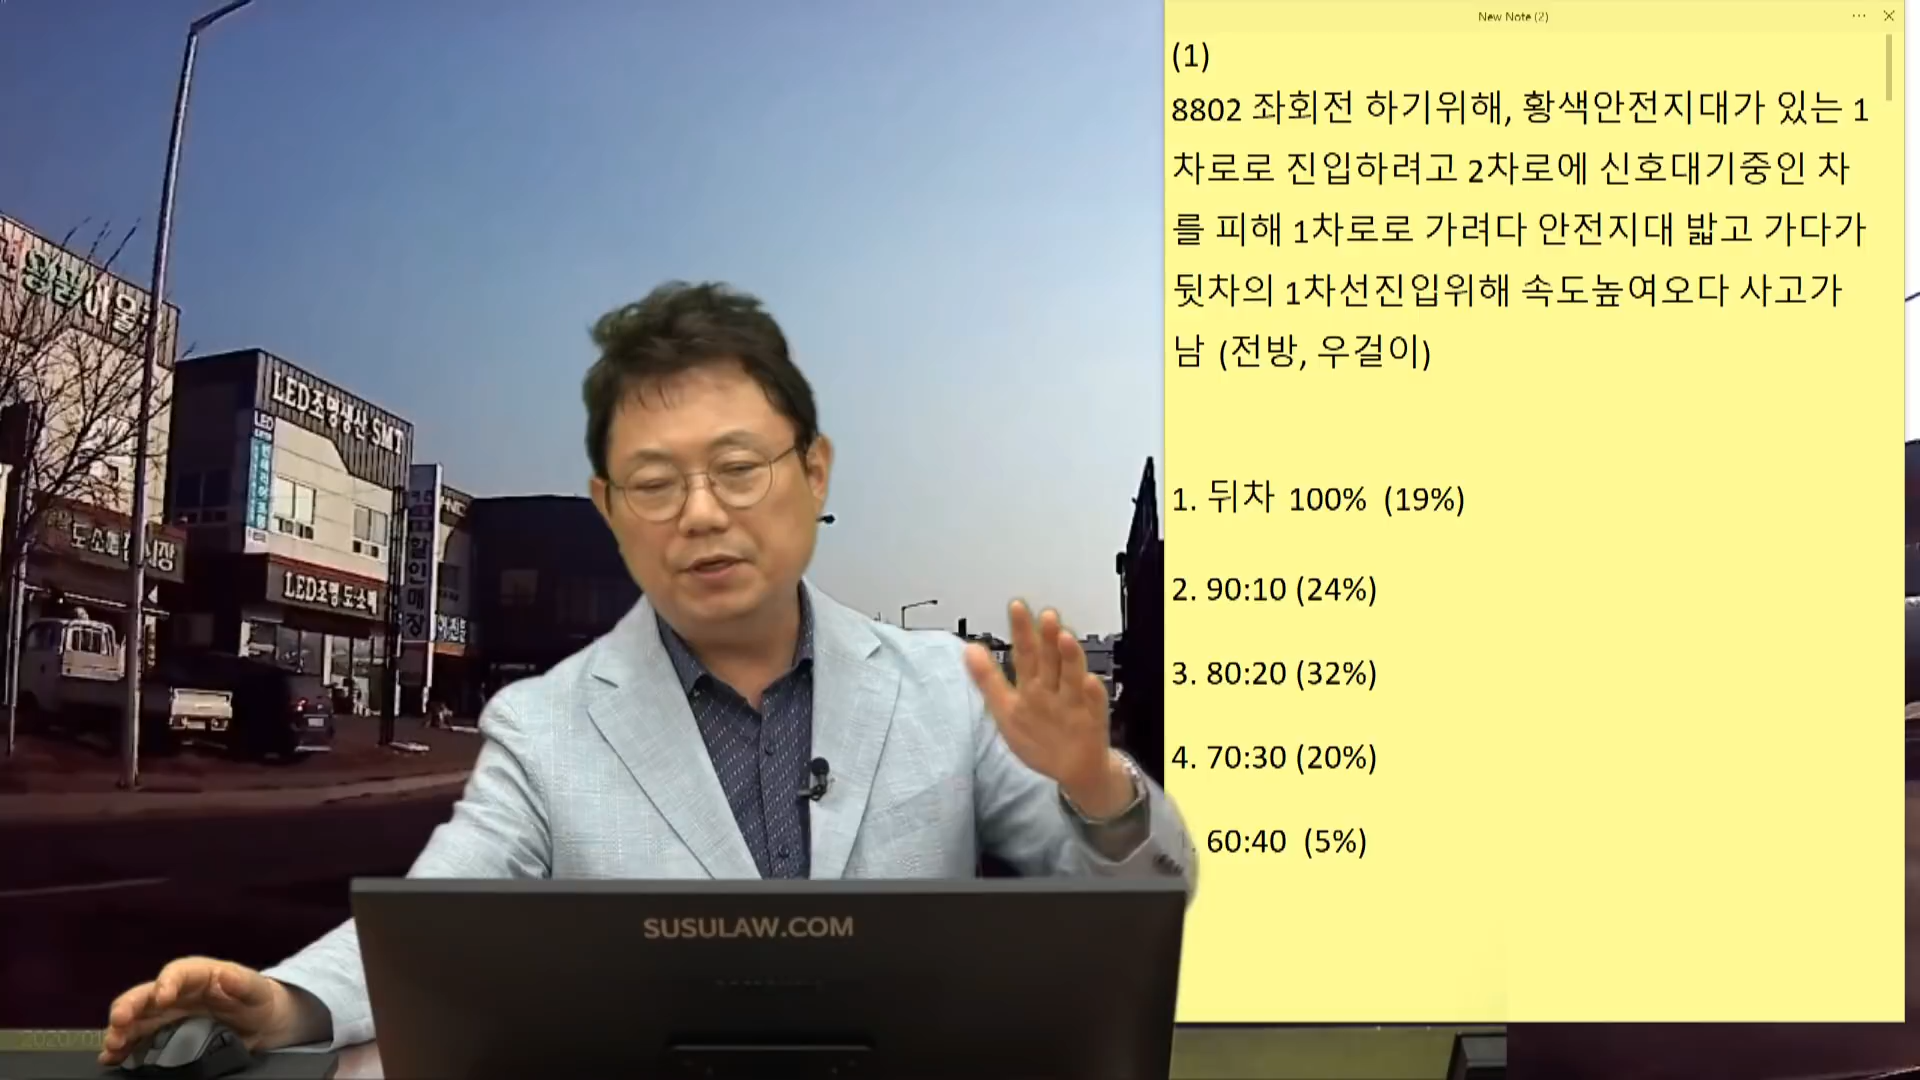 New Note (2)
(1)
8802 좌회전 하기위해, 황색안전지대가 있는 1
차로로 진입하려고 2차로에 신호대기중인 차
를 피해 1차로로 가려다 안전지대 밟고 가다가
뒷차의 1차선진입위해 속도높여오다 사고가
남 (전방, 우걸이)
1. 뒤차 100% (19%)
2. 90:10 (24%)
3. 80:20 (32%)
4. 70:30 (20%)
60:40 (5%)
LED조명생산 SMT
LED
LED조명 도소매
할인매장
SUSULAW.COM